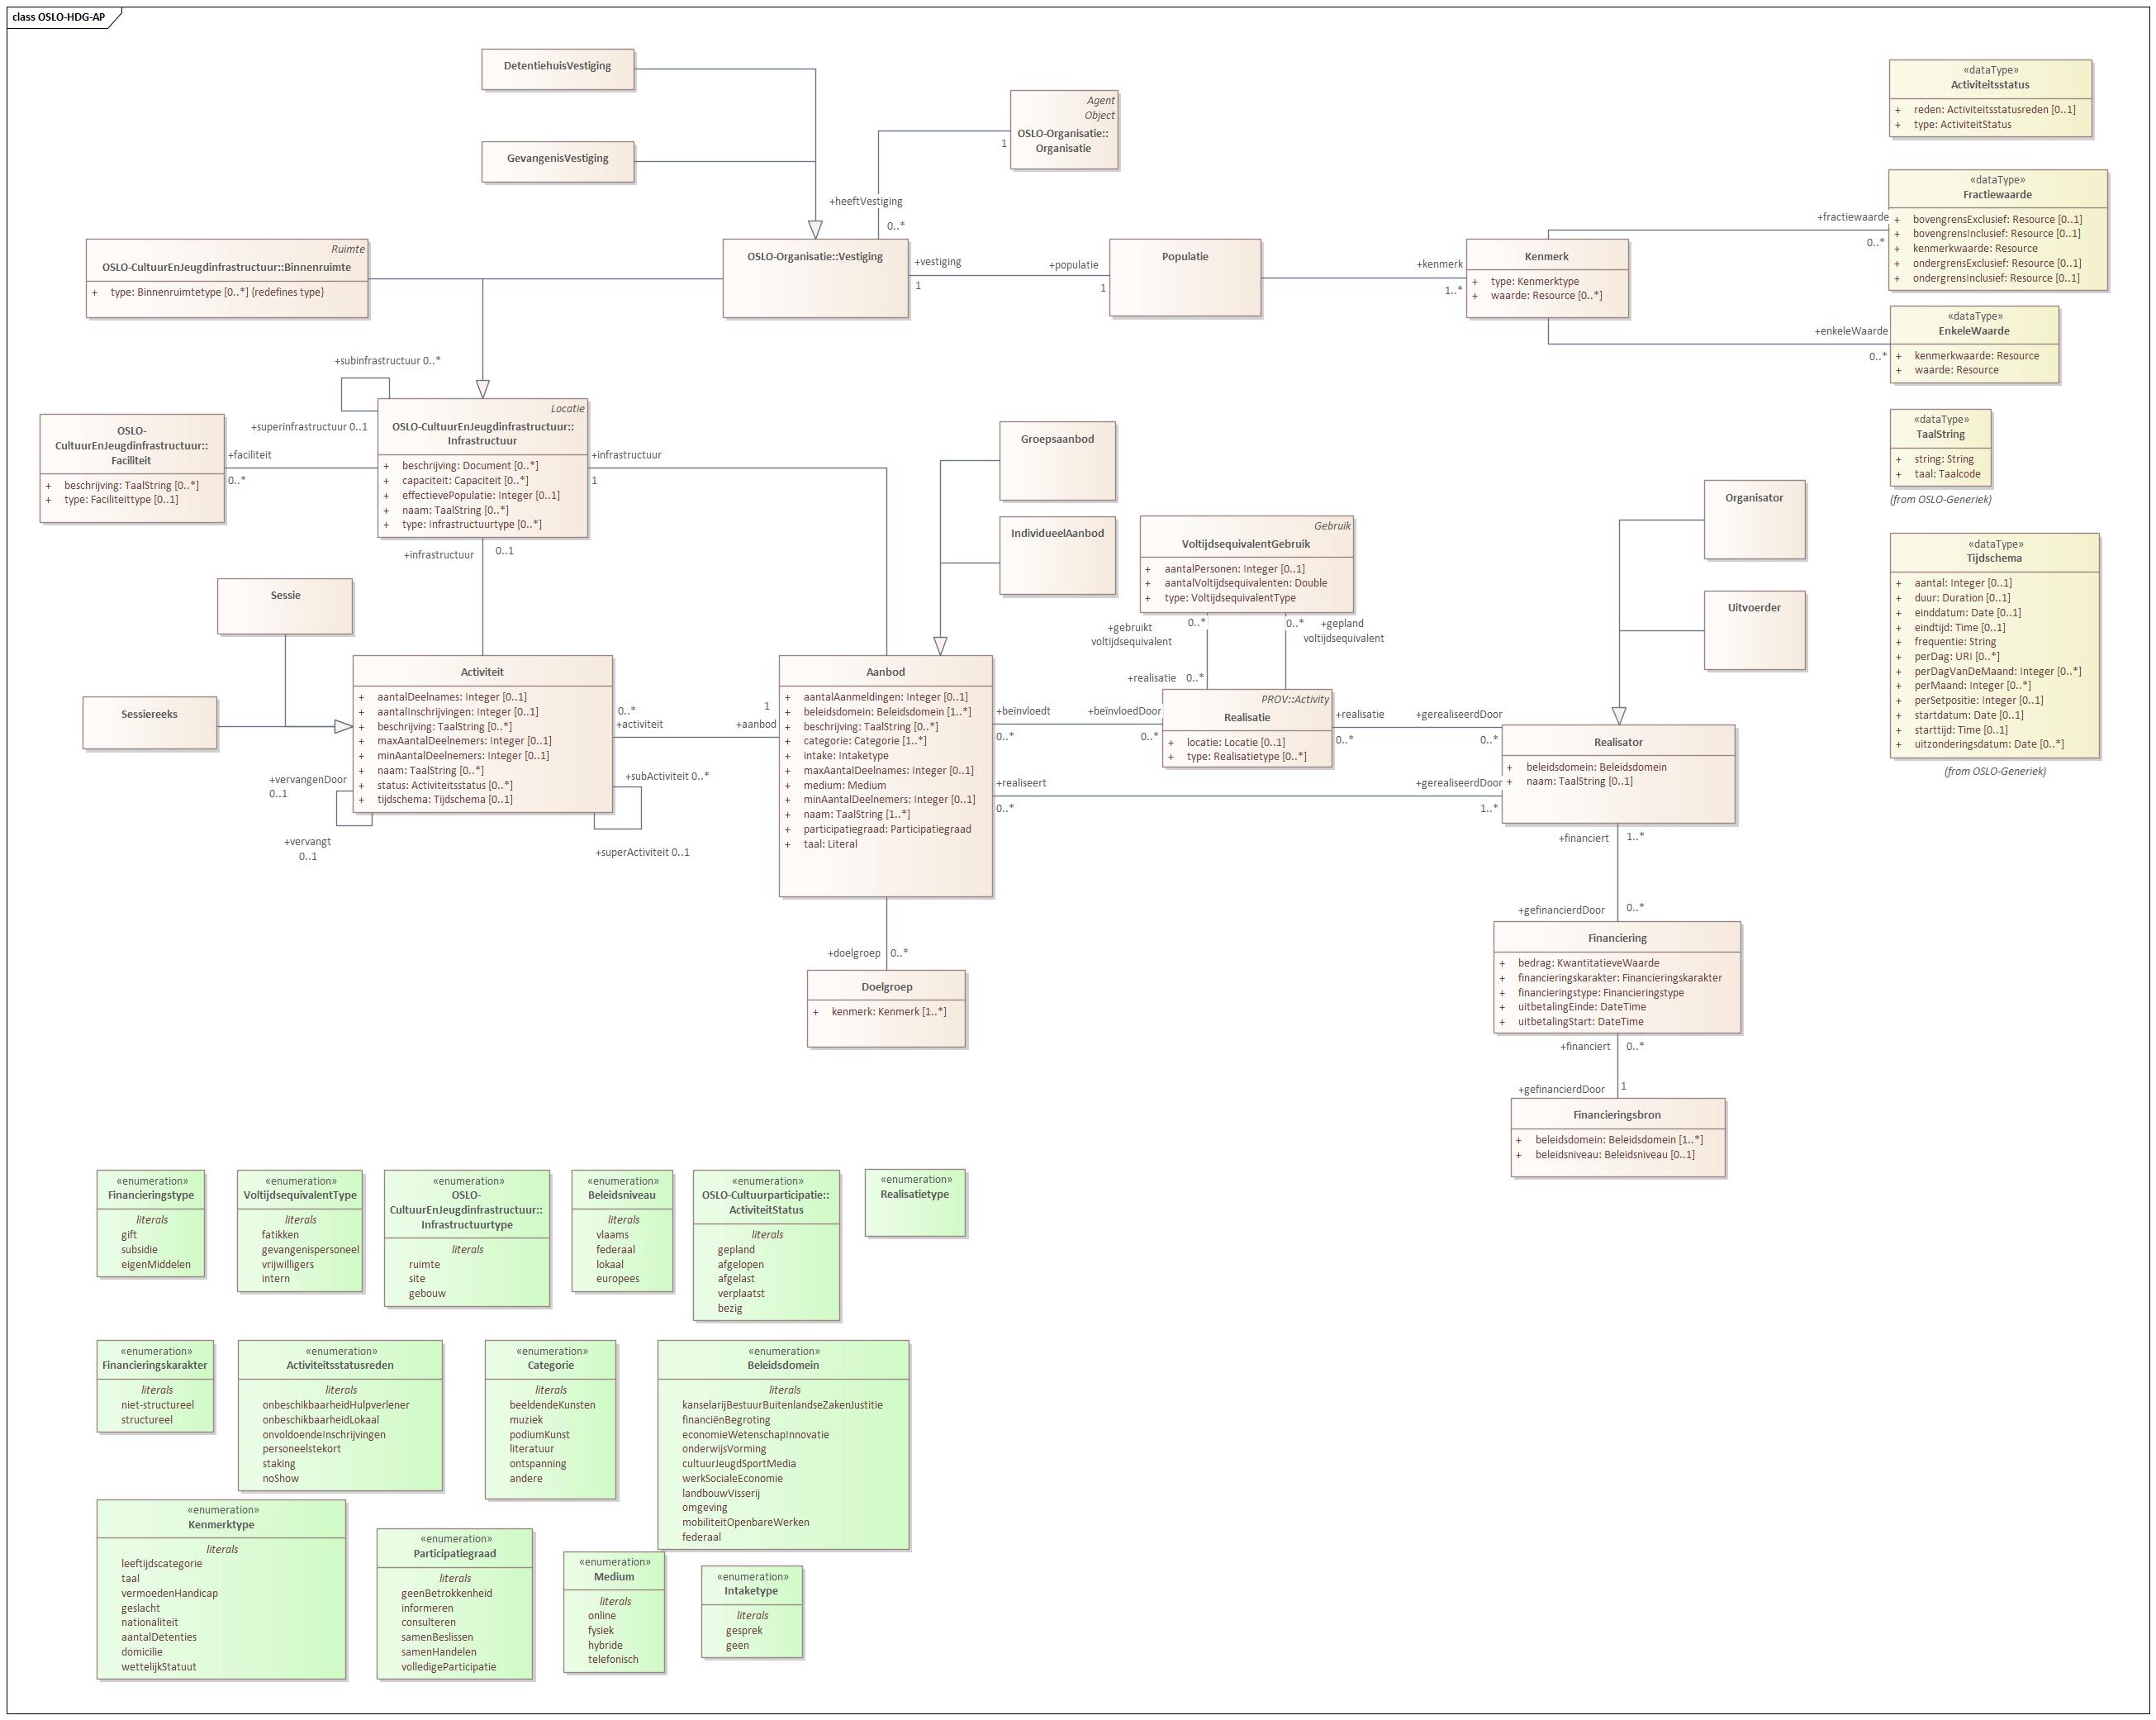 class OSLO-HDG-AP
DetentiehuisVestiging
GevangenisVestiging
Agent
Object
OSLO-Organisatie::
Organisatie
1
+heeftVestiging
0..*
Ruimte
OSLO-CultuurEnJeugdinfrastructuur::Binnenruimte
+ type: Binnenruimtetype [0..*] {redefines type}
OSLO-Organisatie::Vestiging
+vestiging
1
+populatie
1
Populatie
+kenmerk
1..*
Kenmerk
+ type: Kenmerktype
+ waarde: Resource [0..*]
+fractiewaarde
0..*
+enkeleWaarde
0..*
«dataType»
Activiteitsstatus
+ reden: Activiteitsstatusreden [0..1]
+ type: ActiviteitStatus
«dataType»
Fractiewaarde
+ bovengrensExclusief: Resource [0..1]
+ bovengrensInclusief: Resource [0..1]
+ kenmerkwaarde: Resource
+ ondergrensExclusief: Resource [0..1]
+ ondergrensInclusief: Resource [0..1]
«dataType»
EnkeleWaarde
+ kenmerkwaarde: Resource
+ waarde: Resource
«dataType»
TaalString
+ string: String
+ taal: Taalcode
(from OSLO-Generiek)
«dataType»
Tijdschema
+ aantal: Integer [0..1]
+ duur: Duration [0..1]
+ einddatum: Date [0..1]
+ eindtijd: Time [0..1]
+ frequentie: String
+ perDag: URI [0..*]
+ perDagVanDeMaand: Integer [0..*]
+ perMaand: Integer [0..*]
+ perSetpositie: Integer [0..1]
+ startdatum: Date [0..1]
+ starttijd: Time [0..1]
+ uitzonderingsdatum: Date [0..*]
(from OSLO-Generiek)
+subinfrastructuur 0..*
+superinfrastructuur 0..1
OSLO-
CultuurEnJeugdinfrastructuur::
Faciliteit
+ beschrijving: TaalString [0..*]
+ type: Faciliteittype [0..1]
+faciliteit
0..*
Locatie
OSLO-CultuurEnJeugdinfrastructuur::
Infrastructuur
+ beschrijving: Document [0..*]
+ capaciteit: Capaciteit [0..*]
+ effectievePopulatie: Integer [0..1]
+ naam: TaalString [0..*]
+ type: Infrastructuurtype [0..*]
+infrastructuur
1
+infrastructuur
0..1
Groepsaanbod
IndividueelAanbod
Gebruik
VoltijdsequivalentGebruik
+ aantalPersonen: Integer [0..1]
+ aantalVoltijdsequivalenten: Double
+ type: VoltijdsequivalentType
+gebruikt
voltijdsequivalent
0..*
0..*
+gepland
voltijdsequivalent
+realisatie
0..*
Organisator
Uitvoerder
Sessie
Sessiereeks
Activiteit
+ aantalDeelnames: Integer [0..1]
+ aantalInschrijvingen: Integer [0..1]
+ beschrijving: TaalString [0..*]
+ maxAantalDeelnemers: Integer [0..1]
+ minAantalDeelnemers: Integer [0..1]
+ naam: TaalString [0..*]
+ status: Activiteitsstatus [0..*]
+ tijdschema: Tijdschema [0..1]
+vervangenDoor
0..1
+vervangt
0..1
0..*
+activiteit
1
+aanbod
+subActiviteit 0..*
+superActiviteit 0..1
Aanbod
+ aantalAanmeldingen: Integer [0..1]
+ beleidsdomein: Beleidsdomein [1..*]
+ beschrijving: TaalString [0..*]
+ categorie: Categorie [1..*]
+ intake: Intaketype
+ maxAantalDeelnames: Integer [0..1]
+ medium: Medium
+ minAantalDeelnemers: Integer [0..1]
+ naam: TaalString [1..*]
+ participatiegraad: Participatiegraad
+ taal: Literal
+beïnvloedt
0..*
+beïnvloedDoor
0..*
PROV::Activity
Realisatie
+ locatie: Locatie [0..1]
+ type: Realisatietype [0..*]
+realisatie
0..*
+gerealiseerdDoor
0..*
+realiseert
0..*
+gerealiseerdDoor
1..*
Realisator
+ beleidsdomein: Beleidsdomein
+ naam: TaalString [0..1]
+financiert
1..*
+gefinancierdDoor
0..*
Financiering
+ bedrag: KwantitatieveWaarde
+ financieringskarakter: Financieringskarakter
+ financieringstype: Financieringstype
+ uitbetalingEinde: DateTime
+ uitbetalingStart: DateTime
+financiert
0..*
+gefinancierdDoor
1
Financieringsbron
+ beleidsdomein: Beleidsdomein [1..*]
+ beleidsniveau: Beleidsniveau [0..1]
+doelgroep
0..*
Doelgroep
+ kenmerk: Kenmerk [1..*]
«enumeration»
Financieringstype
literals
gift
subsidie
eigenMiddelen
«enumeration»
VoltijdsequivalentType
literals
fatikken
gevangenispersoneel
vrijwilligers
intern
«enumeration»
OSLO-
CultuurEnJeugdinfrastructuur::
Infrastructuurtype
literals
ruimte
site
gebouw
«enumeration»
Beleidsniveau
literals
vlaams
federaal
lokaal
europees
«enumeration»
OSLO-Cultuurparticipatie::
ActiviteitStatus
literals
gepland
afgelopen
afgelast
verplaatst
bezig
«enumeration»
Realisatietype
«enumeration»
Financieringskarakter
literals
niet-structureel
structureel
«enumeration»
Activiteitsstatusreden
literals
onbeschikbaarheidHulpverlener
onbeschikbaarheidLokaal
onvoldoendeInschrijvingen
personeelstekort
staking
noShow
«enumeration»
Categorie
literals
beeldendeKunsten
muziek
podiumKunst
literatuur
ontspanning
andere
«enumeration»
Beleidsdomein
literals
kanselarijBestuurBuitenlandseZakenJustitie
financiënBegroting
economieWetenschapInnovatie
onderwijsVorming
cultuurJeugdSportMedia
werkSocialeEconomie
landbouwVisserij
omgeving
mobiliteitOpenbareWerken
federaal
«enumeration»
Kenmerktype
literals
leeftijdscategorie
taal
vermoedenHandicap
geslacht
nationaliteit
aantalDetenties
domicilie
wettelijkStatuut
«enumeration»
Participatiegraad
literals
geenBetrokkenheid
informeren
consulteren
samenBeslissen
samenHandelen
volledigeParticipatie
«enumeration»
Medium
literals
online
fysiek
hybride
telefonisch
«enumeration»
Intaketype
literals
gesprek
geen